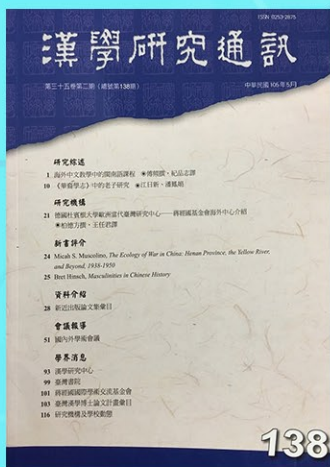 ISSN 0253-2875
漢學研究通訊
第三十五卷第二期(總號第138期)
中華民國 105 年 5 月
研究綜述
1 海外中文教學中的閩南語課程 ◉傅熊撰,紀品志譯
10 《華裔學志》中的老子研究 ◉江日新、潘鳳娟
研究機構
21 德國杜賓根大學歐洲當代臺灣研究中心——蔣經國基金會海外中心介紹
◉柏德方撰,王任君譯
新書評介
24 Micah S. Muscolino, The Ecology of War in China: Henan Province, the Yellow River,
and Beyond, 1938-1950
25 Bret Hinsch, Masculinities in Chinese History
資料介紹
28 新近出版論文集彙目
會議報導
51 國內外學術會議
學界消息
93 漢學研究中心
99 臺灣書院
101 蔣經國國際學術交流基金會
103 臺灣漢學博士論文計畫彙目
116 研究機構及學校動態
138